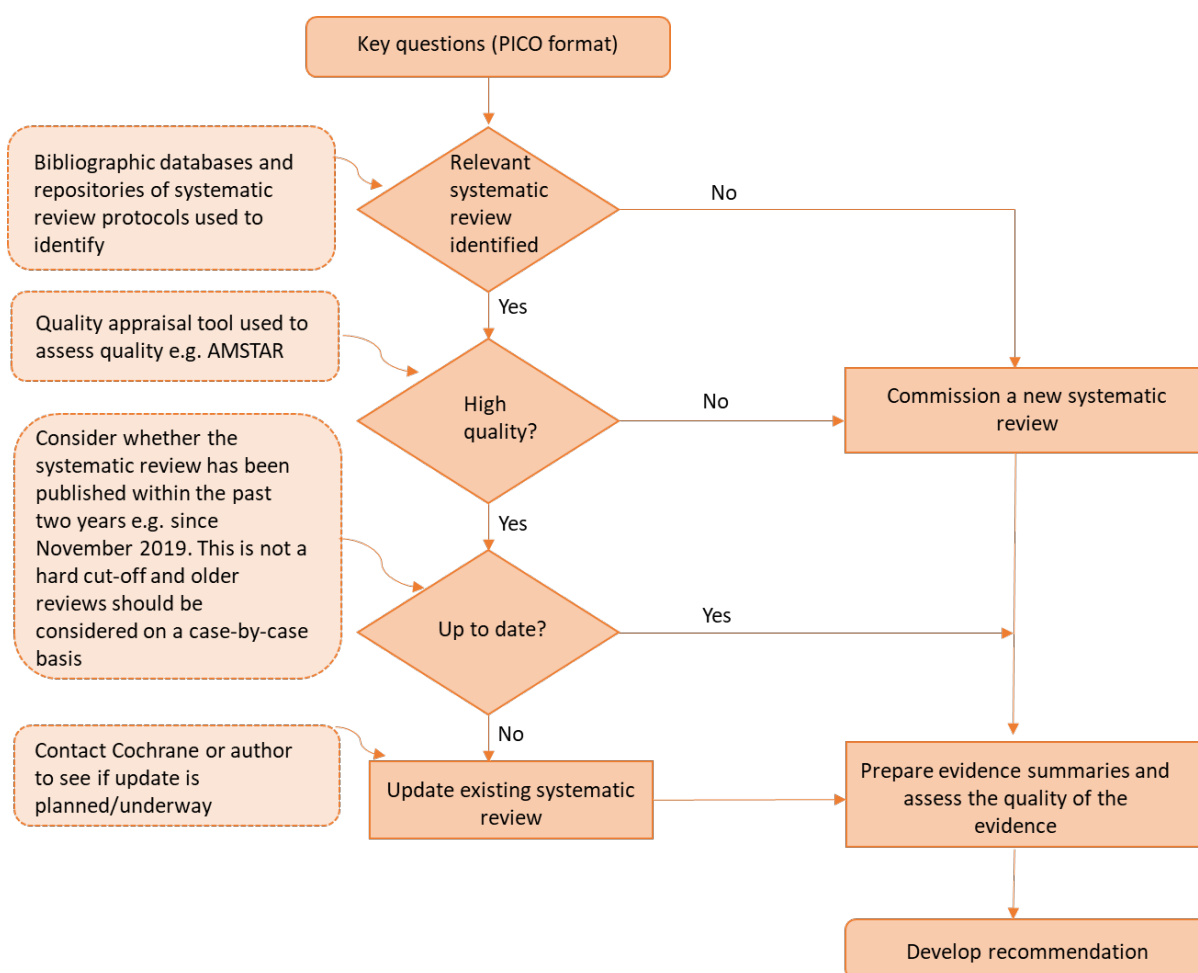 Key questions (PICO format)
Bibliographic databases and
repositories of systematic
review protocols used to
identify
Relevant
systematic
review
identified
No
Yes
Quality appraisal tool used to
assess quality e.g. AMSTAR
High
quality?
No
Commission a new systematic
review
Yes
Consider whether the
systematic review has been
published within the past
two years e.g. since
November 2019. This is not a
hard cut-off and older
reviews should be
considered on a case-by-case
basis
Up to date?
Yes
No
Contact Cochrane or author
to see if update is
planned/underway
Update existing systematic
review
Prepare evidence summaries and
assess the quality of the
evidence
Develop recommendation